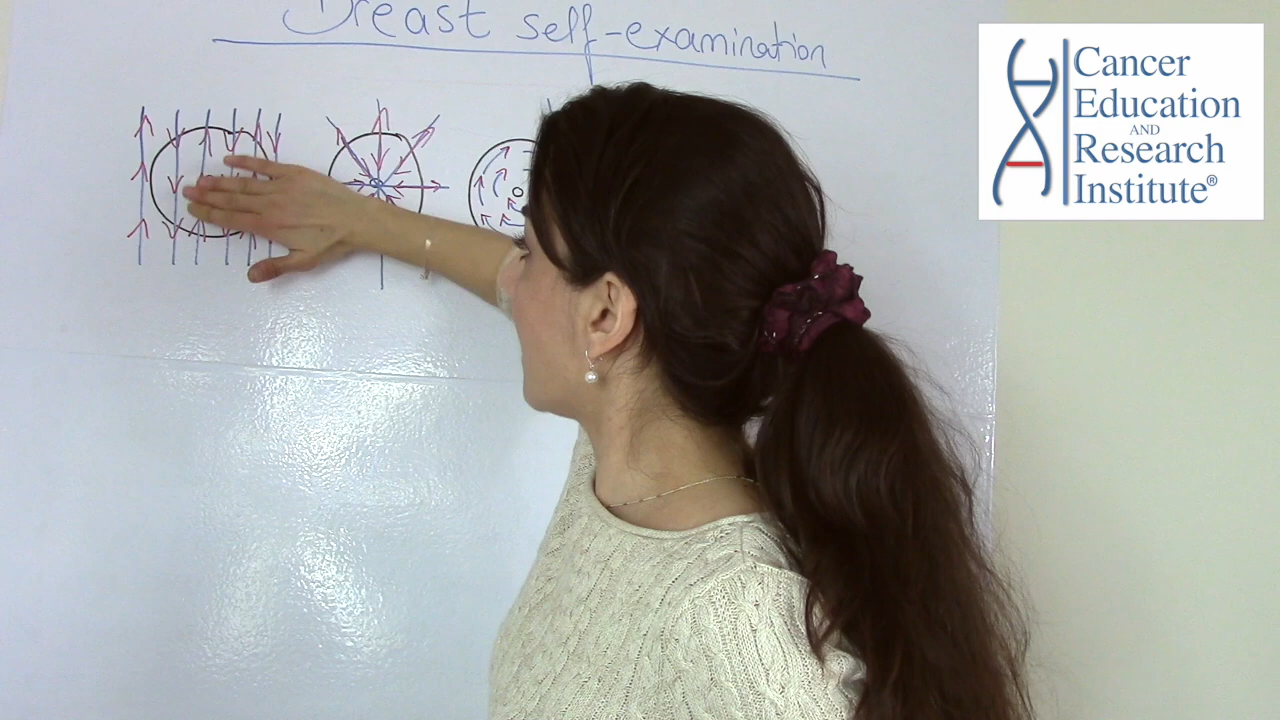 Breast self-examination
Cancer
Education
AND
Research
Institute®